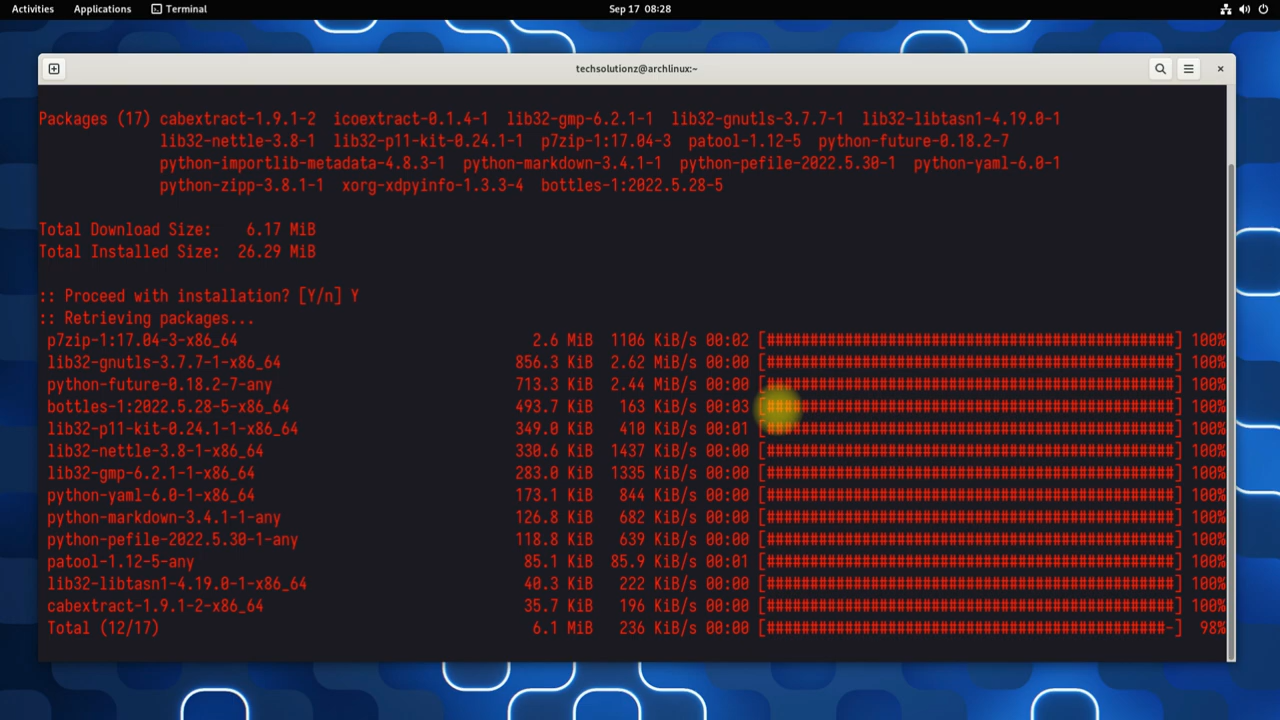 Activities Applications Terminal Sep 17 08:28
techsolutionz@archlinux:~
Packages (17) cabextract-1.9.1-2 icoextract-0.1.4-1 lib32-gmp-6.2.1-1 lib32-gnutls-3.7.7-1 lib32-libtasn1-4.19.0-1
lib32-nettle-3.8-1 lib32-p11-kit-0.24.1-1 p7zip-1:17.04-3 patool-1.12-5 python-future-0.18.2-7
python-importlib-metadata-4.8.3-1 python-markdown-3.4.1-1 python-pefile-2022.5.30-1 python-yaml-6.0-1
python-zipp-3.8.1-1 xorg-xdpyinfo-1.3.3-4 bottles-1:2022.5.28-5
Total Download Size: 6.17 MiB
Total Installed Size: 26.29 MiB
:: Proceed with installation? [Y/n] Y
:: Retrieving packages...
p7zip-1:17.04-3-x86_64 2.6 MiB 1106 KiB/s 00:02 [###############################################] 100%
lib32-gnutls-3.7.7-1-x86_64 856.3 KiB 2.62 MiB/s 00:00 [###############################################] 100%
python-future-0.18.2-7-any 713.3 KiB 2.44 MiB/s 00:00 [###############################################] 100%
bottles-1:2022.5.28-5-x86_64 493.7 KiB 163 KiB/s 00:03 [###############################################] 100%
lib32-p11-kit-0.24.1-1-x86_64 349.0 KiB 410 KiB/s 00:01 [###############################################] 100%
lib32-nettle-3.8-1-x86_64 330.6 KiB 1437 KiB/s 00:00 [###############################################] 100%
lib32-gmp-6.2.1-1-x86_64 283.0 KiB 1335 KiB/s 00:00 [###############################################] 100%
python-yaml-6.0-1-x86_64 173.1 KiB 844 KiB/s 00:00 [###############################################] 100%
python-markdown-3.4.1-1-any 126.8 KiB 682 KiB/s 00:00 [###############################################] 100%
python-pefile-2022.5.30-1-any 118.8 KiB 639 KiB/s 00:00 [###############################################] 100%
patool-1.12-5-any 85.1 KiB 85.9 KiB/s 00:01 [###############################################] 100%
lib32-libtasn1-4.19.0-1-x86_64 40.3 KiB 222 KiB/s 00:00 [###############################################] 100%
cabextract-1.9.1-2-x86_64 35.7 KiB 196 KiB/s 00:00 [###############################################] 100%
Total (12/17) 6.1 MiB 236 KiB/s 00:00 [##############################################-] 98%